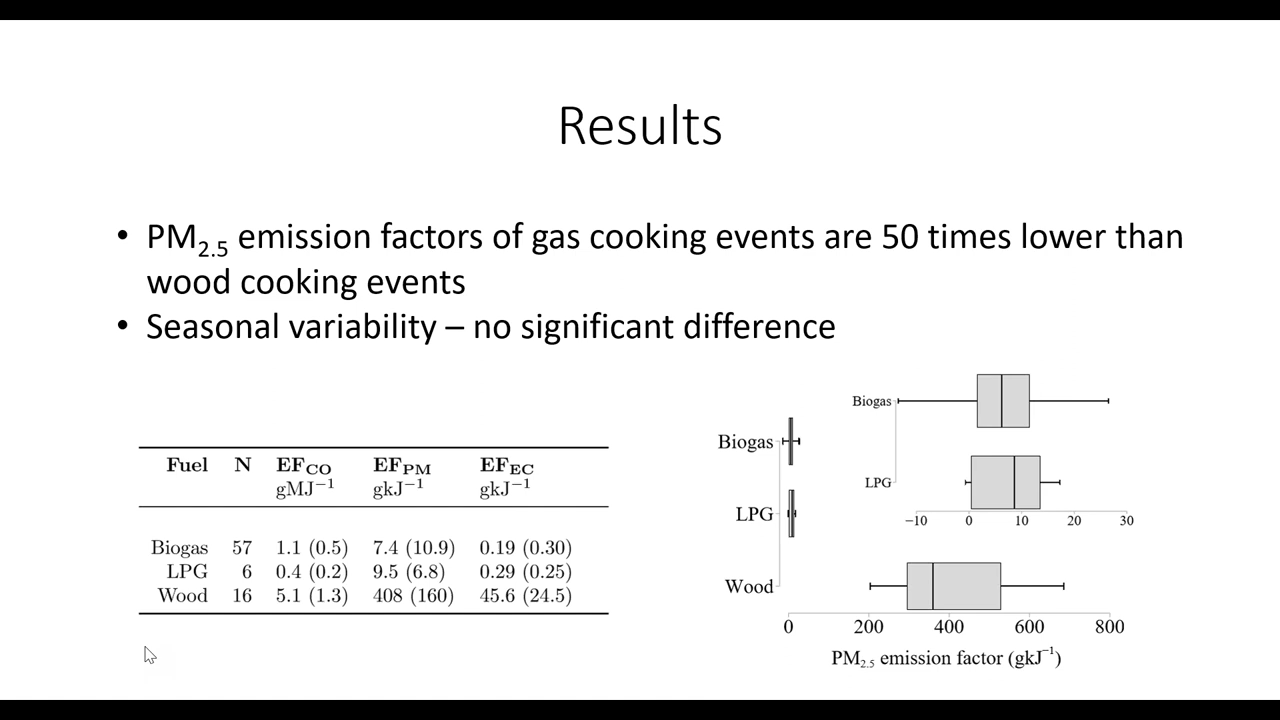 Results
• PM2.5 emission factors of gas cooking events are 50 times lower than
wood cooking events
• Seasonal variability – no significant difference
Fuel N EFCO EFPM EFEC
gMJ−1 gkJ−1 gkJ−1
Biogas 57 1.1 (0.5) 7.4 (10.9) 0.19 (0.30)
LPG 6 0.4 (0.2) 9.5 (6.8) 0.29 (0.25)
Wood 16 5.1 (1.3) 408 (160) 45.6 (24.5)
Biogas
LPG
−10 0 10 20 30
Biogas
LPG
Wood
0 200 400 600 800
PM2.5 emission factor (gkJ−1)